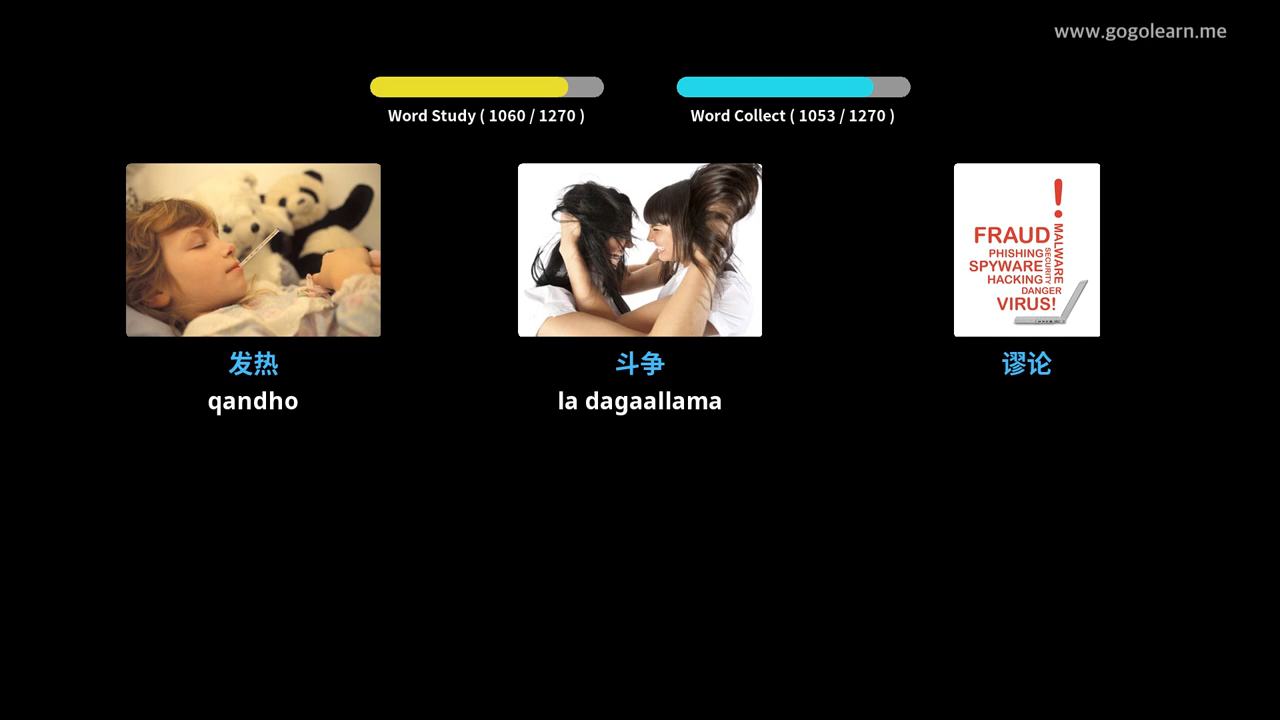 www.gogolearn.me
Word Study ( 1060 / 1270 )
Word Collect ( 1053 / 1270 )
!
FRAUD
PHISHING
SPYWARE
HACKING
DANGER
VIRUS!
MALWARE
SECURITY
发热
斗争
谬论
qandho
la dagaallama